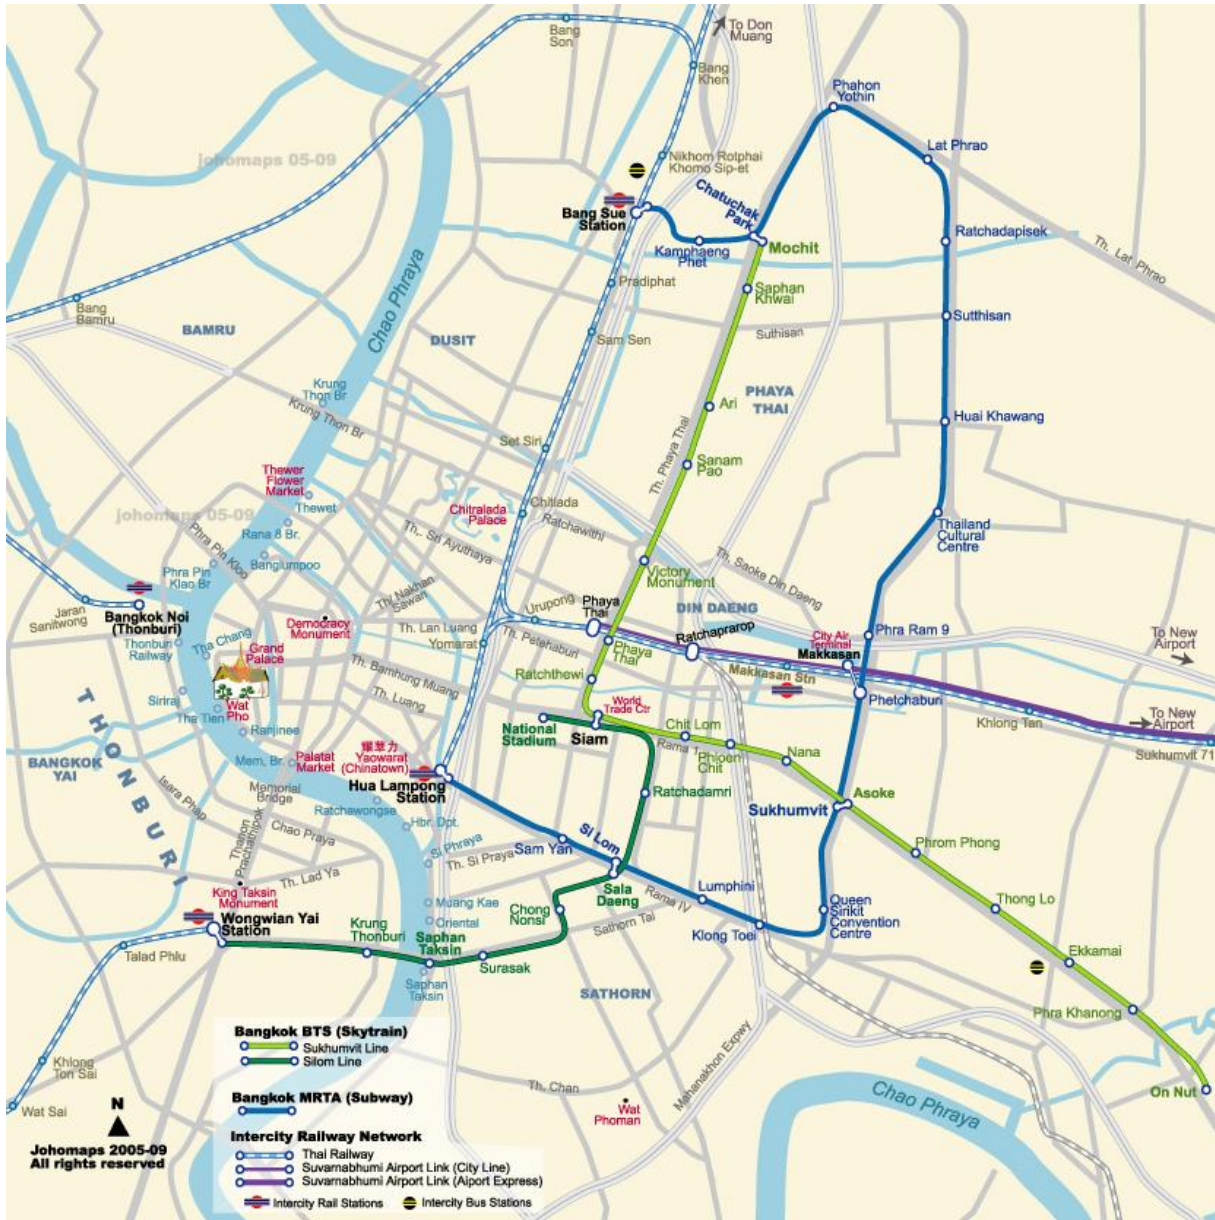 To Don
Muang
Bang
Son
Bang
Khen
Phahon
Yothin
Lat Phrao
johomaps 05-09
Nikhom Rotphai
Khomo Sip-et
Chatuchak
Park
Bang Sue
Station
Kamphaeng
Phet
Mochit
Ratchadapisek
Th. Lat Phrao
Chao Phraya
Pradiphat
Saphan
Khwai
Bang
Bamru
BAMRU
DUSIT
Sam Sen
Suthisan
Sutthisan
Krung
Thon Br
Krung Thon Br
PHAYA
THAI
Ari
Huai Khawang
Th. Phaya Thai
Set Siri
Sanam
Pao
Thewer
Flower
Market
Thewet
Chitralada
Palace
Chitlada
Ratchawithi
johomaps 05-09
Rana 8 Br.
Phra Pin Kloo
Th,. Sri Ayuthaya
Thailand
Cultural
Centre
Phra Pin
Klao Br
Banglumpoo
Victory
Monument
Th. Saoke Din Daeng
Th/ Nakhan
Sawan
DIN DAENG
Jaran
Sanitwong
Bangkok Noi
(Thonburi)
Democracy
Monument
Th. Lan Luang
Yomarat
Urupong
Phaya
Thai
Th. Petehaburi
Phaya
Thai
Ratchaprarop
City Air
Terminal
Makkasan
Phra Ram 9
To New
Airport
Thonburi
Railway
Tha Chang
Grand
Palace
Th. Bamhung Muang
Ratchthewi
Makkasan Stn
Phetchaburi
Siriraj
Tha Tien
Wat
Pho
Th. Luang
World
Trade Ctr
Khlong Tan
To New
Airport
Ranjinee
National
Stadium
Siam
Chit Lom
Rama 1
Phloen
Chit
Nana
Sukhumvit 71
THONBURI
BANGKOK
YAI
Mem, Br.
Palatat
Market
耀華力
Yaowarat
(Chinatown)
Hua Lampong
Station
Isara Phap
Memorial
Bridge
Ratchawongse
Ratchadamri
Sukhumvit
Asoke
Thanon
Prachathipok
Chao Praya
Hbr. Dpt.
Si Phraya
Th. Si Praya
Sam Yan
Si Lom
Phrom Phong
Th. Lad Ya
King Taksin
Monument
Sala
Daeng
Rama IV
Lumphini
Muang Kae
Oriental
Chong
Nonsi
Sathorn Tai
Klong Toei
Queen
Sirikit
Convention
Centre
Thong Lo
Wongwian Yai
Station
Krung
Thonburi
Saphan
Taksin
Talad Phlu
Surasak
Saphan
Taksin
Ekkamai
SATHORN
Phra Khanong
Bangkok BTS (Skytrain)
Sukhumvit Line
Silom Line
Khlong
Ton Sai
Wat Sai
Th. Chan
Mahanakhon Expwy
Chao Phraya
On Nut
Bangkok MRTA (Subway)
Wat
Phoman
N
Johomaps 2005-09
All rights reserved
Intercity Railway Network
Thai Railway
Suvarnabhumi Airport Link (City Line)
Suvarnabhumi Airport Link (Aiport Express)
Intercity Rail Stations
Intercity Bus Stations